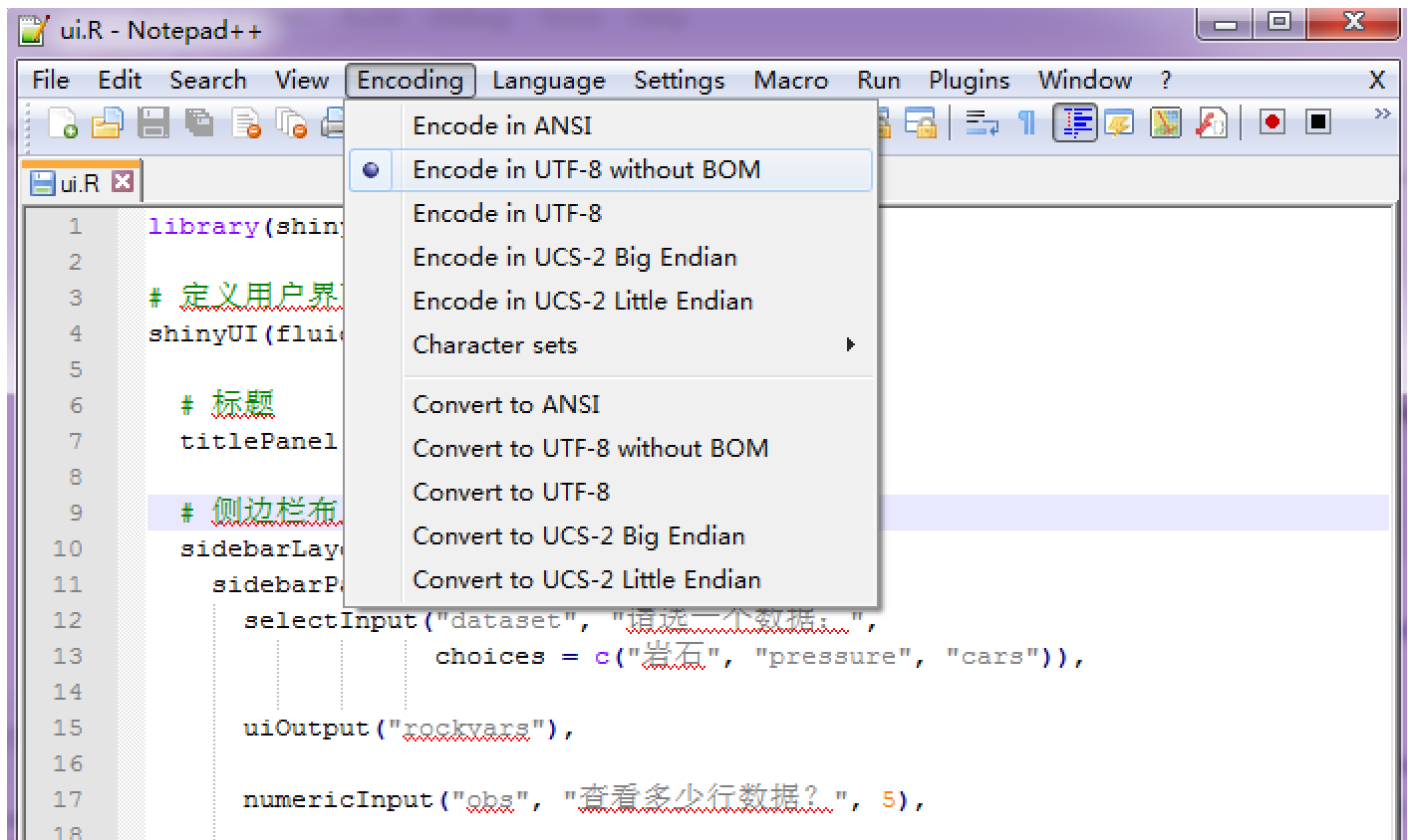 ui.R - Notepad++
File Edit Search View Encoding Language Settings Macro Run Plugins Window ? X
Encode in ANSI
Encode in UTF-8 without BOM
Encode in UTF-8
Encode in UCS-2 Big Endian
Encode in UCS-2 Little Endian
Character sets
Convert to ANSI
Convert to UTF-8 without BOM
Convert to UTF-8
Convert to UCS-2 Big Endian
Convert to UCS-2 Little Endian
ui.R
1 library(shiny
2
3 # 定义用户界
4 shinyUI(flui
5
6 # 标题
7 titlePanel
8
9 # 侧边栏布
10 sidebarLay
11 sidebarP
12 selectInput("dataset", "请选一个数据：",
13 choices = c("岩石", "pressure", "cars")),
14
15 uiOutput("rockvars"),
16
17 numericInput("obs", "查看多少行数据？", 5),
18